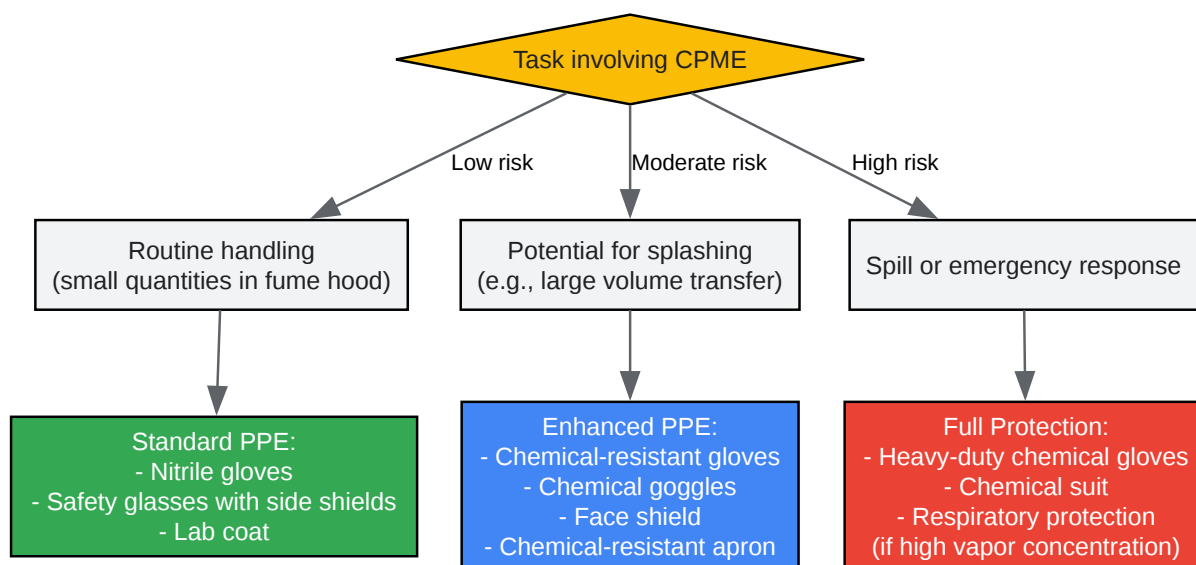 Task involving CPME
Low risk
Moderate risk
High risk
Routine handling
(small quantities in fume hood)
Potential for splashing
(e.g., large volume transfer)
Spill or emergency response
Standard PPE:
- Nitrile gloves
- Safety glasses with side shields
- Lab coat
Enhanced PPE:
- Chemical-resistant gloves
- Chemical goggles
- Face shield
- Chemical-resistant apron
Full Protection:
- Heavy-duty chemical gloves
- Chemical suit
- Respiratory protection
(if high vapor concentration)